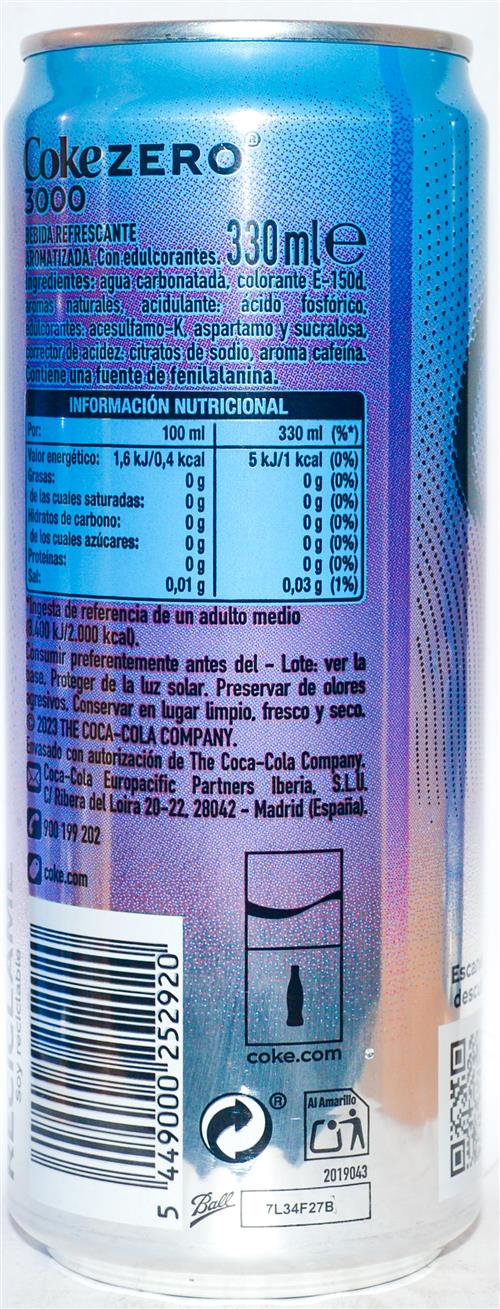 Coke ZERO®
3000
BEBIDA REFRESCANTE
AROMATIZADA. Con edulcorantes. 330 ml e
Ingredientes: agua carbonatada, colorante E-150d,
aromas naturales, acidulante: ácido fosfórico,
edulcorantes: acesulfamo-K, aspartamo y sucralosa,
corrector de acidez: citratos de sodio, aroma cafeína.
Contiene una fuente de fenilalanina.
INFORMACIÓN NUTRICIONAL
Por: 100 ml 330 ml (%*)
Valor energético: 1,6 kJ/0,4 kcal 5 kJ/1 kcal (0%)
Grasas: 0 g 0 g (0%)
de las cuales saturadas: 0 g 0 g (0%)
Hidratos de carbono: 0 g 0 g (0%)
de los cuales azúcares: 0 g 0 g (0%)
Proteínas: 0 g 0 g (0%)
Sal: 0,01 g 0,03 g (1%)
*Ingesta de referencia de un adulto medio
(8.400 kJ/2.000 kcal).
Consumir preferentemente antes del - Lote: ver la
base. Proteger de la luz solar. Preservar de olores
agresivos. Conservar en lugar limpio, fresco y seco.
© 2023 THE COCA-COLA COMPANY.
Envasado con autorización de The Coca-Cola Company.
Coca-Cola Europacific Partners Iberia, S.L.U.
C/ Ribera del Loira 20-22, 28042 - Madrid (España).
900 199 202
coke.com
coke.com
®
Al Amarillo
2019043
Ball 7L34F27B
5 449000 252920
Soy reciclable
Escan
descu